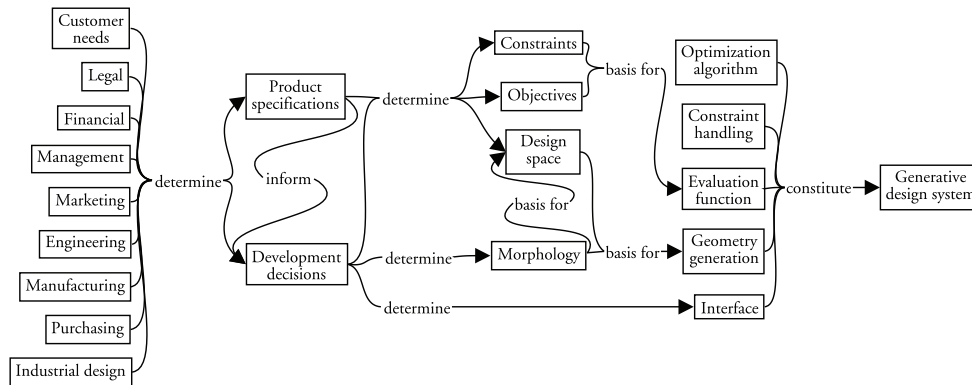 Customer
needs
Legal
Financial
Management
Marketing
Engineering
Manufacturing
Purchasing
Industrial design
determine
Product
specifications
inform
Development
decisions
determine
determine
determine
Constraints
Objectives
Design
space
basis for
Morphology
basis for
basis for
Optimization
algorithm
Constraint
handling
Evaluation
function
Geometry
generation
Interface
constitute
Generative
design system